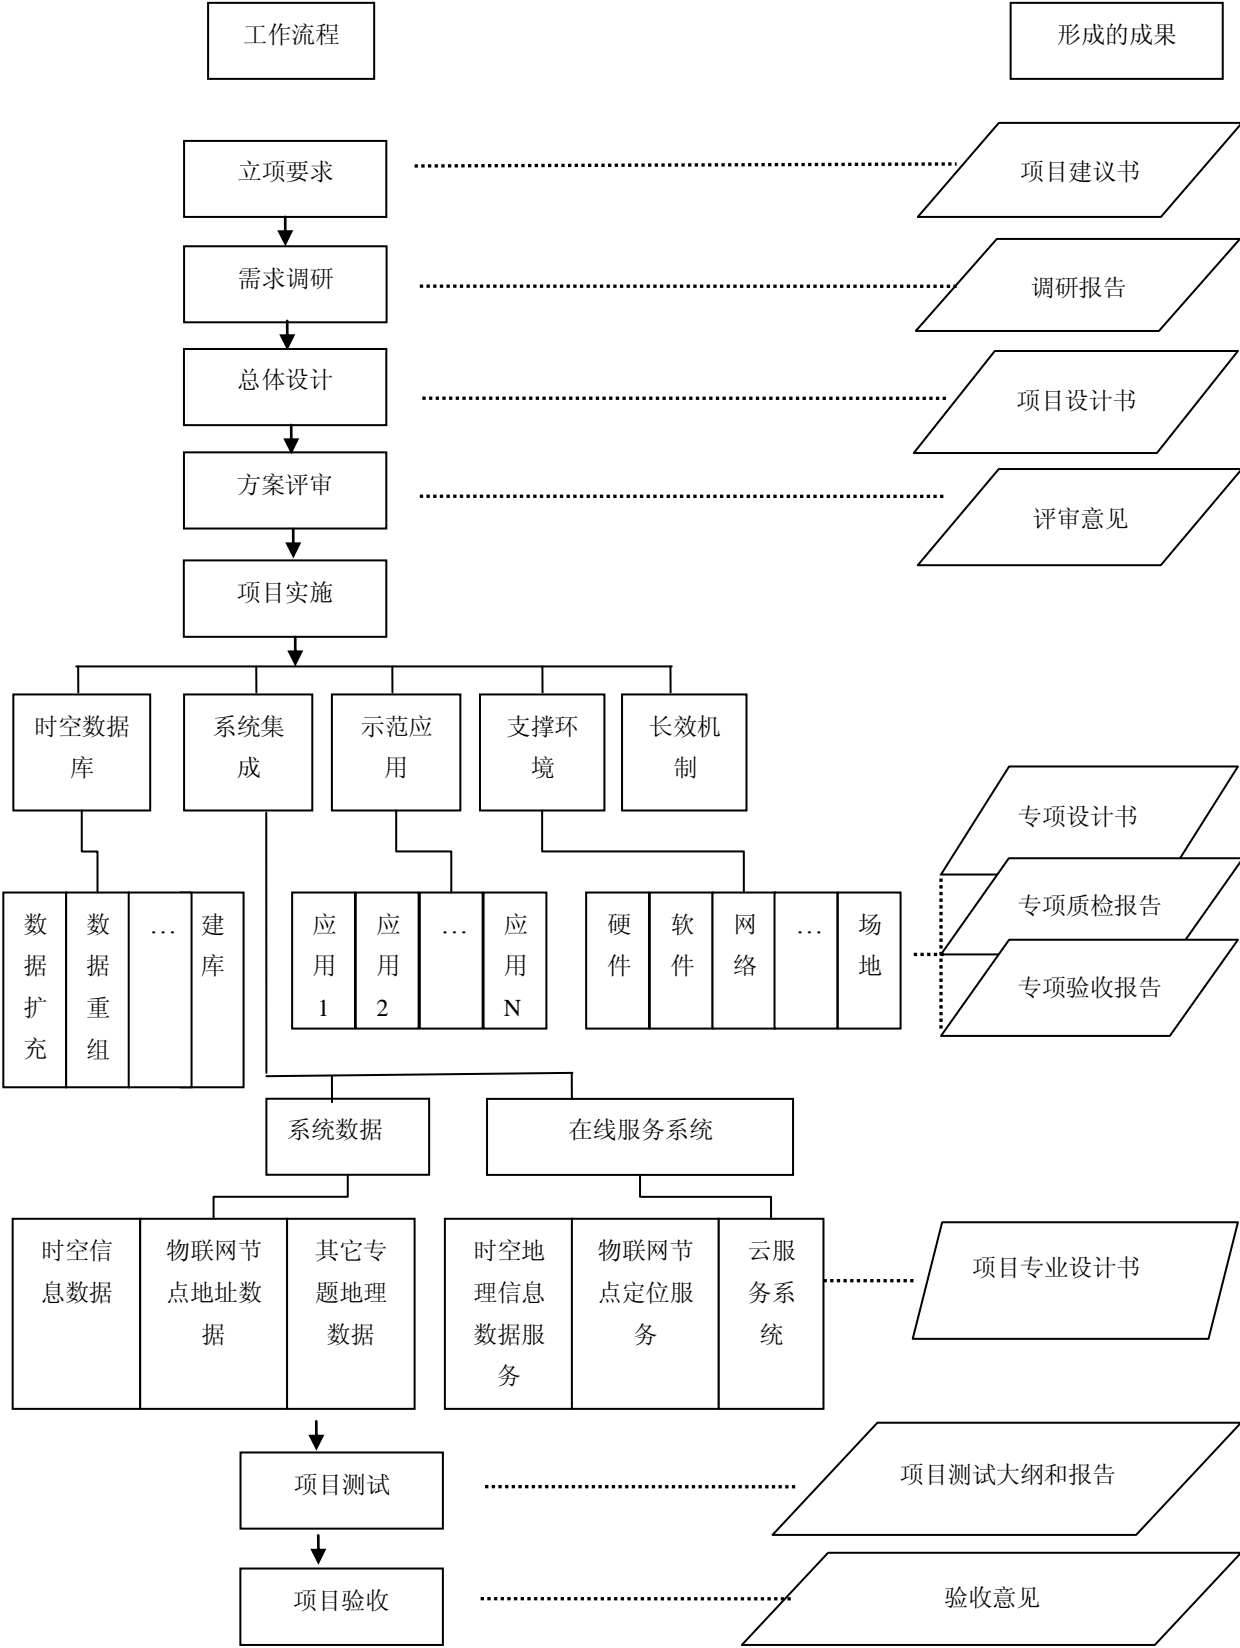 工作流程
形成的成果
立项要求
项目建议书
需求调研
调研报告
总体设计
项目设计书
方案评审
评审意见
项目实施
时空数据
库
系统集
成
示范应
用
支撑环
境
长效机
制
专项设计书
专项质检报告
专项验收报告
数
据
扩
充
数
据
重
组
…
建
库
应
用
1
应
用
2
…
应
用
N
硬
件
软
件
网
络
…
场
地
系统数据
在线服务系统
时空信
息数据
物联网节
点地址数
据
其它专
题地理
数据
时空地
理信息
数据服
务
物联网节
点定位服
务
云服
务系
统
项目专业设计书
项目测试
项目测试大纲和报告
项目验收
验收意见